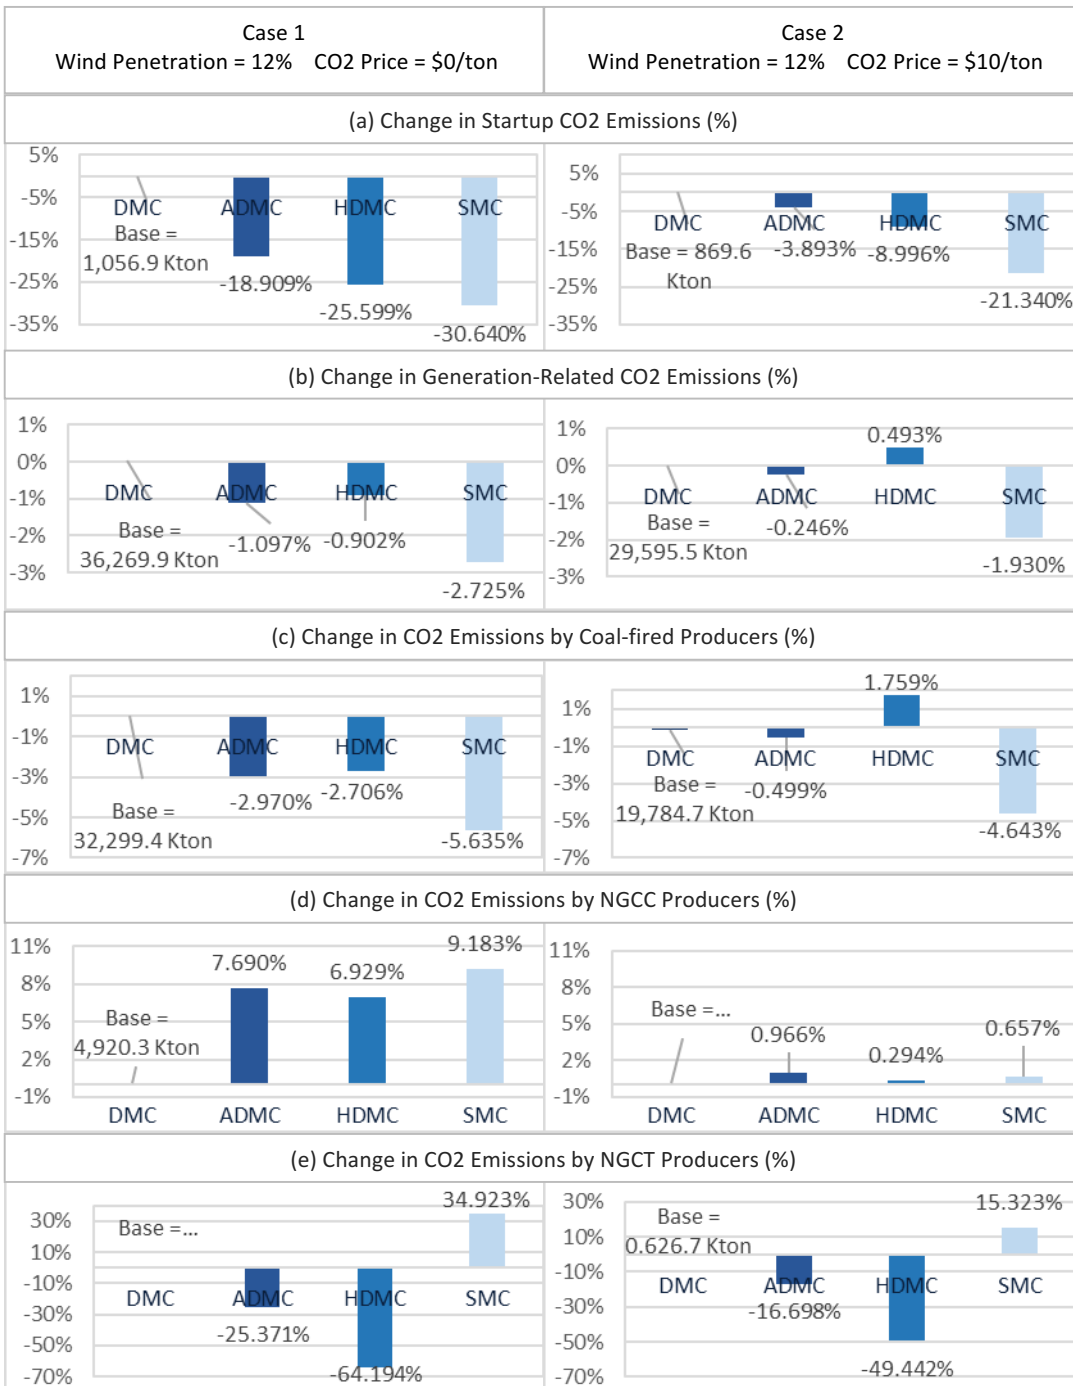 Case 1
Wind Penetration = 12%   CO2 Price = $0/ton
Case 2
Wind Penetration = 12%   CO2 Price = $10/ton
(a) Change in Startup CO2 Emissions (%)
5%
-5%
-15%
-25%
-35%
DMC
ADMC
HDMC
SMC
Base =
1,056.9 Kton
-18.909%
-25.599%
-30.640%
5%
-5%
-15%
-25%
-35%
DMC
ADMC
HDMC
SMC
Base = 869.6
Kton
-3.893%
-8.996%
-21.340%
(b) Change in Generation-Related CO2 Emissions (%)
1%
0%
-1%
-2%
-3%
DMC
ADMC
HDMC
SMC
Base =
36,269.9 Kton
-1.097%
-0.902%
-2.725%
1%
0%
-1%
-2%
-3%
0.493%
DMC
ADMC
HDMC
SMC
Base =
29,595.5 Kton
-0.246%
-1.930%
(c) Change in CO2 Emissions by Coal-fired Producers (%)
1%
-1%
-3%
-5%
-7%
DMC
ADMC
HDMC
SMC
Base =
32,299.4 Kton
-2.970%
-2.706%
-5.635%
1%
-1%
-3%
-5%
-7%
1.759%
DMC
ADMC
HDMC
SMC
Base =
19,784.7 Kton
-0.499%
-4.643%
(d) Change in CO2 Emissions by NGCC Producers (%)
11%
8%
5%
2%
-1%
7.690%
6.929%
9.183%
Base =
4,920.3 Kton
DMC
ADMC
HDMC
SMC
11%
8%
5%
2%
-1%
Base =...
0.966%
0.294%
0.657%
DMC
ADMC
HDMC
SMC
(e) Change in CO2 Emissions by NGCT Producers (%)
30%
10%
-10%
-30%
-50%
-70%
34.923%
Base =...
DMC
ADMC
HDMC
SMC
-25.371%
-64.194%
30%
10%
-10%
-30%
-50%
-70%
15.323%
Base =
0.626.7 Kton
DMC
ADMC
HDMC
SMC
-16.698%
-49.442%